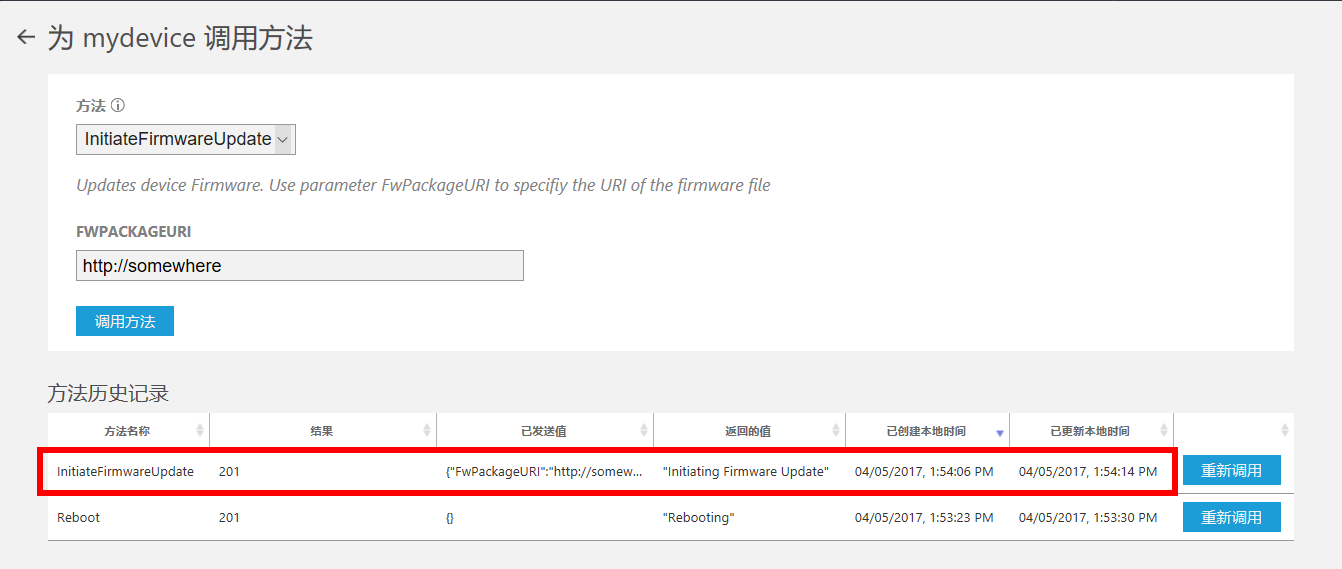 为 mydevice 调用方法
方法
InitiateFirmwareUpdate
Updates device Firmware. Use parameter FwPackageURI to specifiy the URI of the firmware file
FWPACKAGEURI
http://somewhere
调用方法
方法历史记录
方法名称 结果 已发送值 返回的值 已创建本地时间 已更新本地时间
InitiateFirmwareUpdate 201 {"FwPackageURI":"http://somew... "Initiating Firmware Update" 04/05/2017, 1:54:06 PM 04/05/2017, 1:54:14 PM 重新调用
Reboot 201 {} "Rebooting" 04/05/2017, 1:53:23 PM 04/05/2017, 1:53:30 PM 重新调用